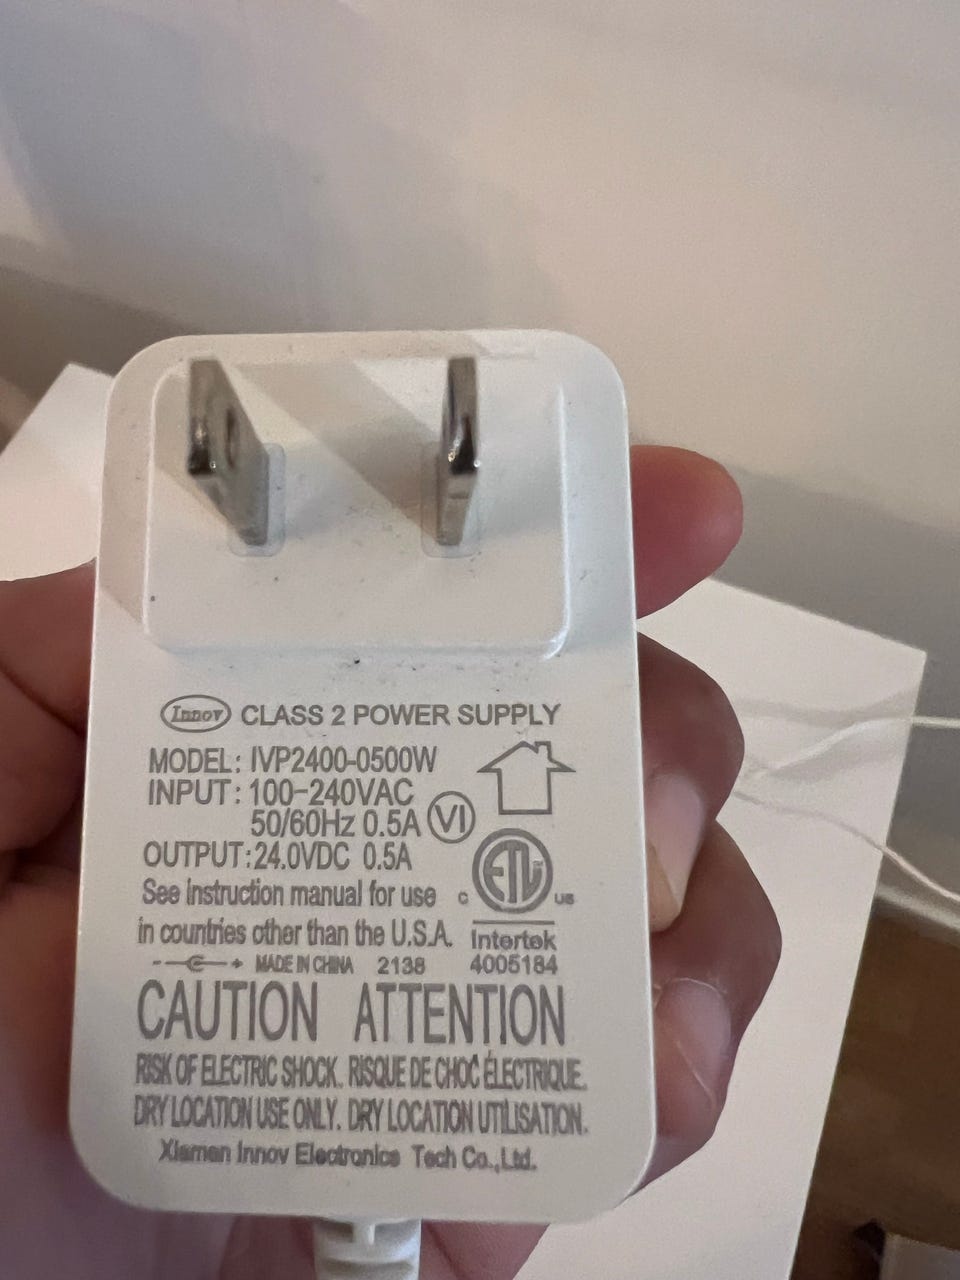 Innov CLASS 2 POWER SUPPLY
MODEL: IVP2400-0500W
INPUT: 100-240VAC
50/60Hz 0.5A VI
OUTPUT: 24.0VDC 0.5A
See instruction manual for use
in countries other than the U.S.A.
ETL
C US
Intertek
4005184
- + MADE IN CHINA 2138
CAUTION ATTENTION
RISK OF ELECTRIC SHOCK. RISQUE DE CHOC ÉLECTRIQUE.
DRY LOCATION USE ONLY. DRY LOCATION UTILISATION.
Xiamen Innov Electronics Tech Co.,Ltd.